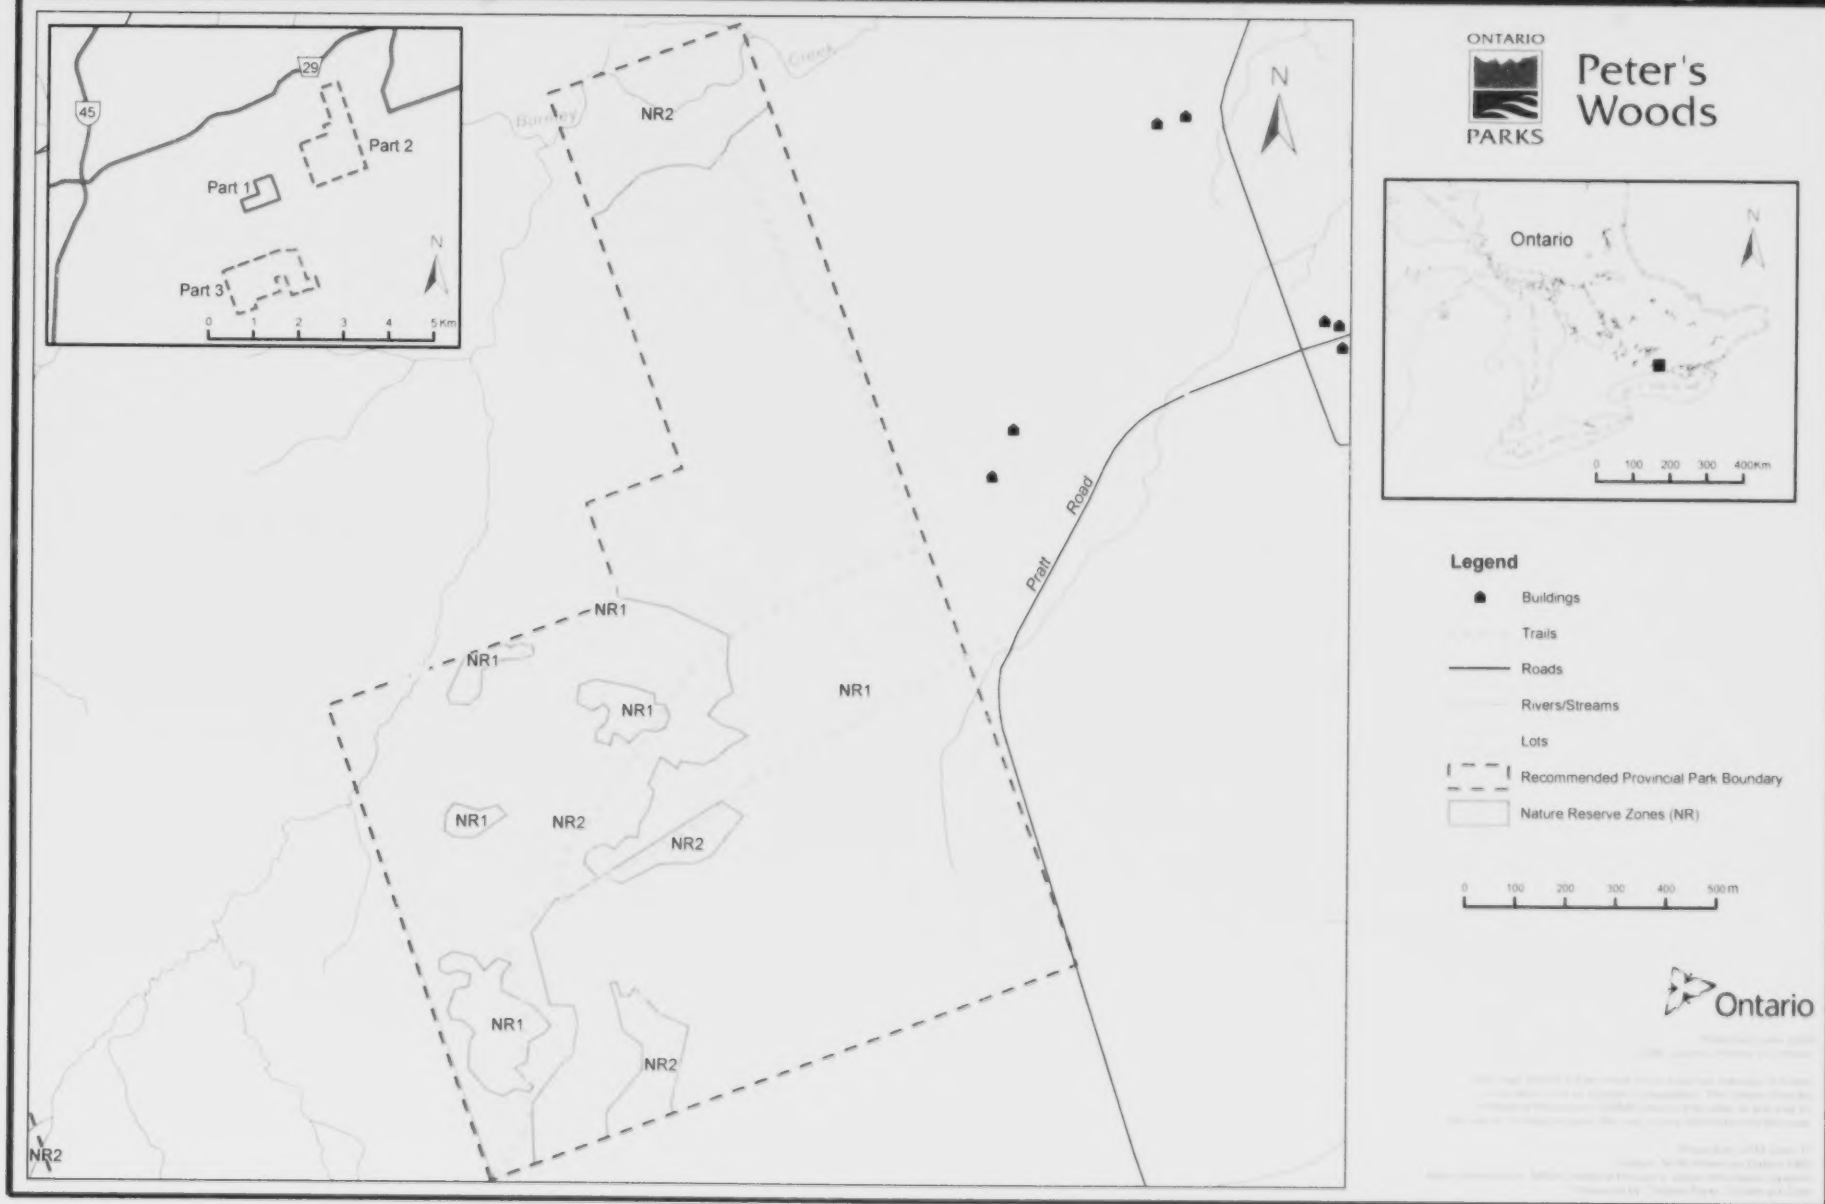 29
45
Part 2
Part 1
Part 3
N
0 1 2 3 4 5 Km
Burnley
Creek
NR2
N
Pratt
Road
NR1
NR1
NR1
NR1
NR1
NR2
NR2
NR1
NR2
NR2
ONTARIO
PARKS
Peter's
Woods
Ontario
N
0 100 200 300 400Km
Legend
Buildings
Trails
Roads
Rivers/Streams
Lots
Recommended Provincial Park Boundary
Nature Reserve Zones (NR)
0 100 200 300 400 500 m
Ontario